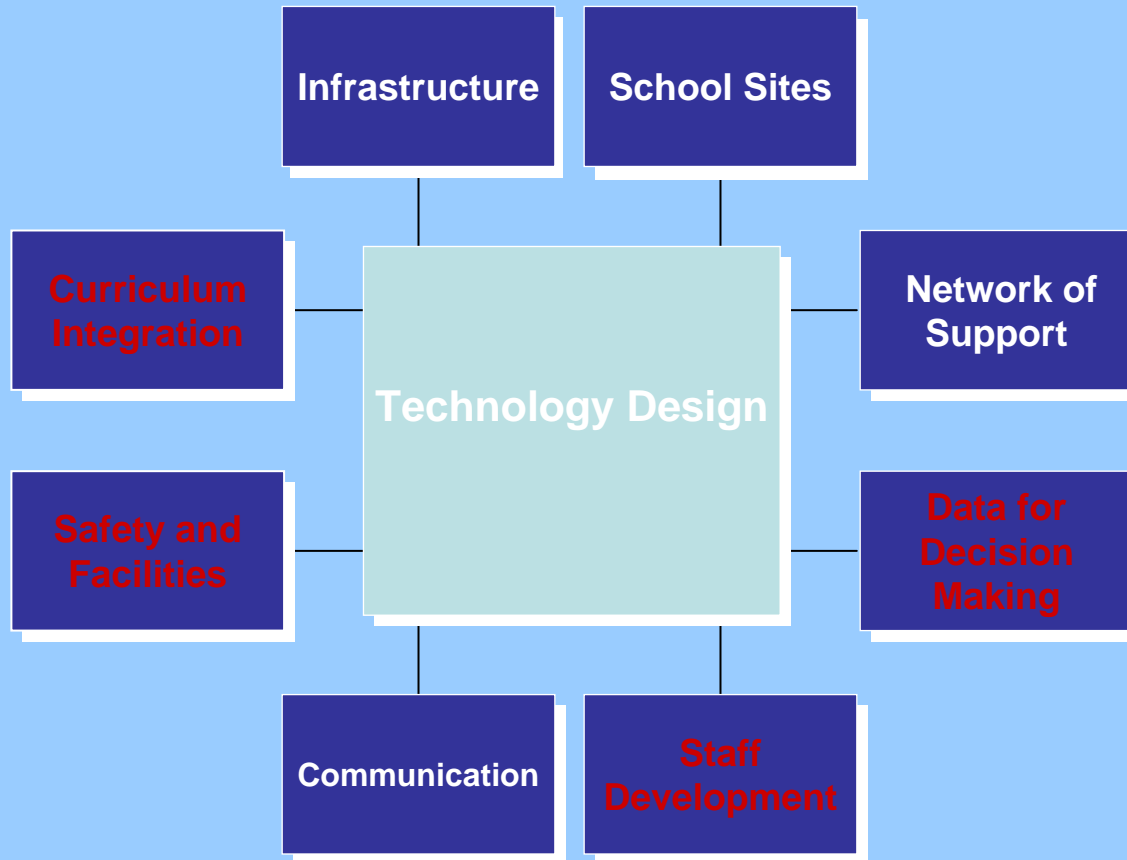 Infrastructure
School Sites
Curriculum
Integration
Network of
Support
Technology Design
Safety and
Facilities
Data for
Decision
Making
Communication
Staff
Development